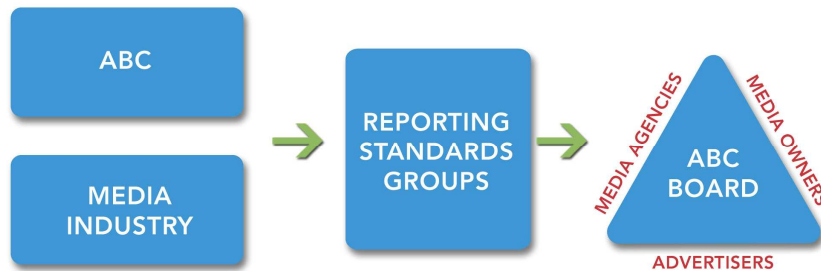 ABC
MEDIA
INDUSTRY
REPORTING
STANDARDS
GROUPS
MEDIA AGENCIES
MEDIA OWNERS
ABC
BOARD
ADVERTISERS